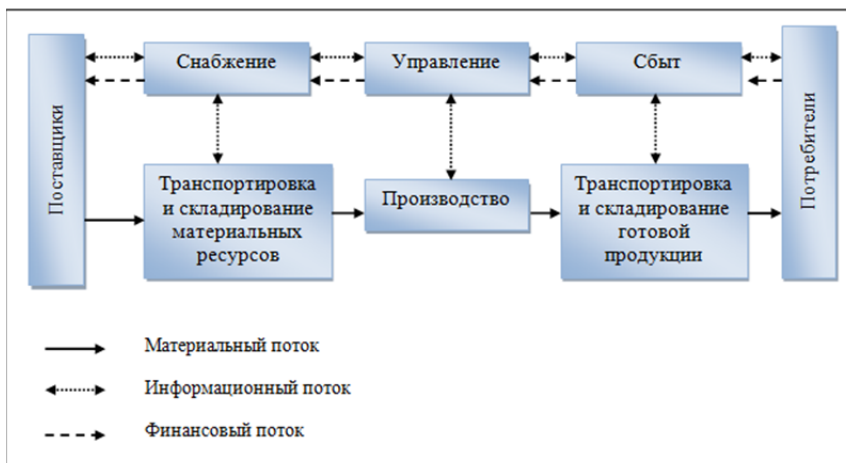 Поставщики
Снабжение
Управление
Сбыт
Потребители
Транспортировка
и складирование
материальных
ресурсов
Производство
Транспортировка
и складирование
готовой
продукции
Материальный поток
Информационный поток
Финансовый поток